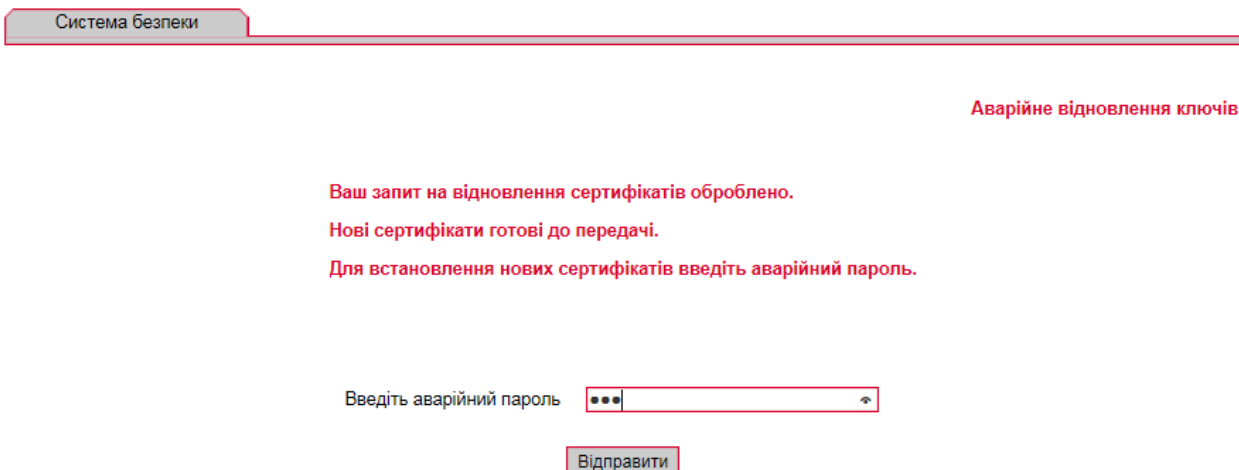 Система безпеки
Аварійне відновлення ключів
Ваш запит на відновлення сертифікатів оброблено.
Нові сертифікати готові до передачі.
Для встановлення нових сертифікатів введіть аварійний пароль.
Введіть аварійний пароль •••
Відправити